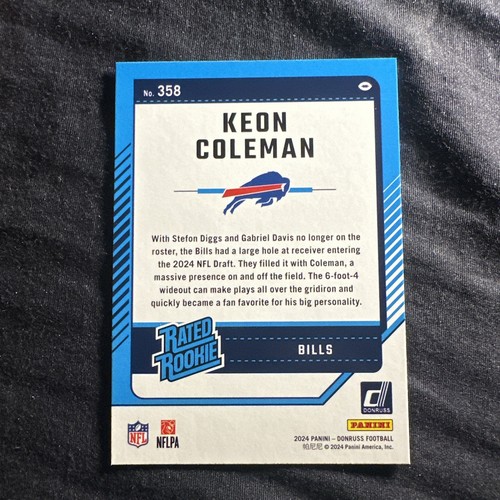 No. 358
KEON
COLEMAN
With Stefon Diggs and Gabriel Davis no longer on the
roster, the Bills had a large hole at receiver entering
the 2024 NFL Draft. They filled it with Coleman, a
massive presence on and off the field. The 6-foot-4
wideout can make plays all over the gridiron and
quickly became a fan favorite for his big personality.
RATED
ROOKIE
BILLS
DONRUSS
NFL
NFLPA
PANINI
2024 PANINI – DONRUSS FOOTBALL
帕尼尼 © 2024 Panini America, Inc.